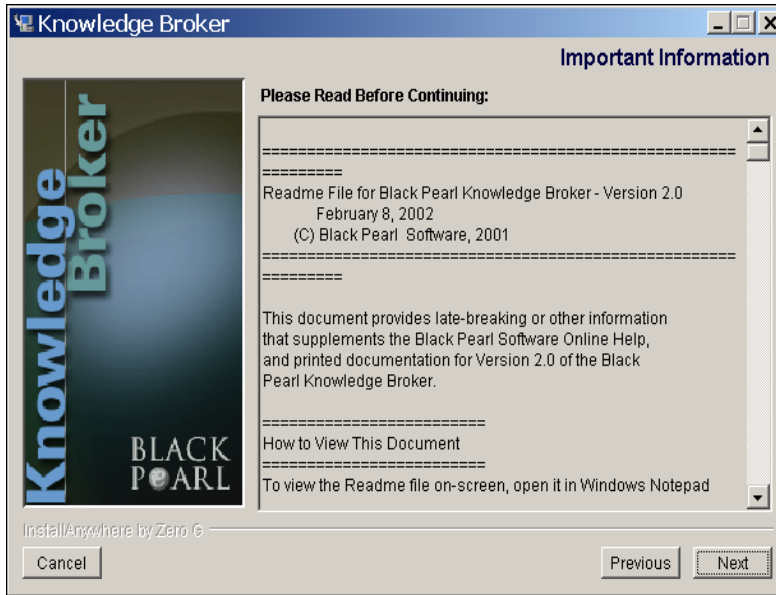 Knowledge Broker
Important Information
Knowledge
Broker
BLACK
PEARL
Please Read Before Continuing:
=====================================================
=========
Readme File for Black Pearl Knowledge Broker - Version 2.0
February 8, 2002
(C) Black Pearl  Software, 2001
=====================================================
=========
This document provides late-breaking or other information
that supplements the Black Pearl Software Online Help,
and printed documentation for Version 2.0 of the Black
Pearl Knowledge Broker.
=========================
How to View This Document
=========================
To view the Readme file on-screen, open it in Windows Notepad
InstallAnywhere by Zero G
Cancel
Previous
Next